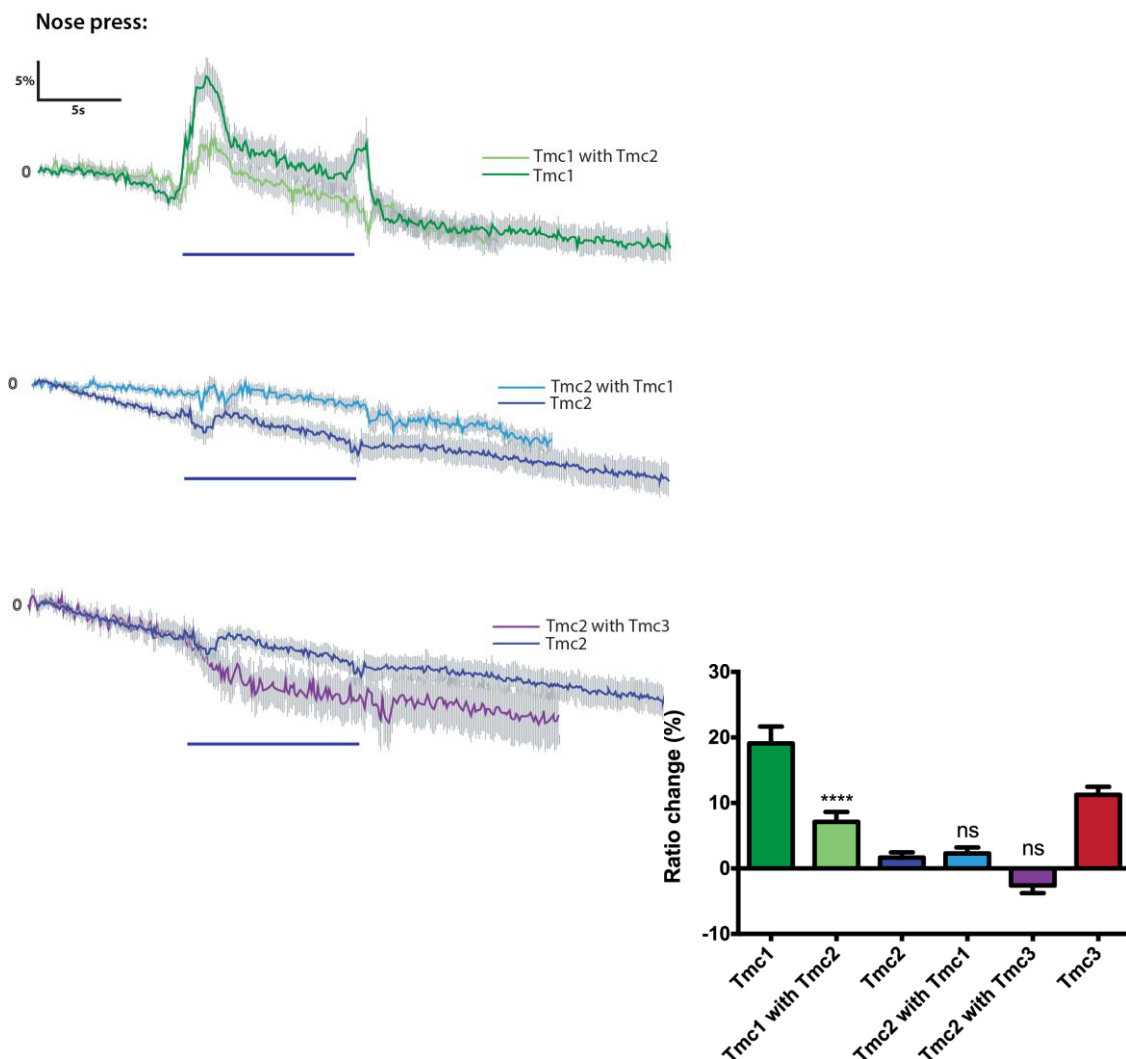 Nose press:
5%
5s
0
Tmc1 with Tmc2
Tmc1
0
Tmc2 with Tmc1
Tmc2
0
Tmc2 with Tmc3
Tmc2
Ratio change (%)
30
20
10
0
-10
****
ns
ns
Tmc1
Tmc1 with Tmc2
Tmc2
Tmc2 with Tmc1
Tmc2 with Tmc3
Tmc3